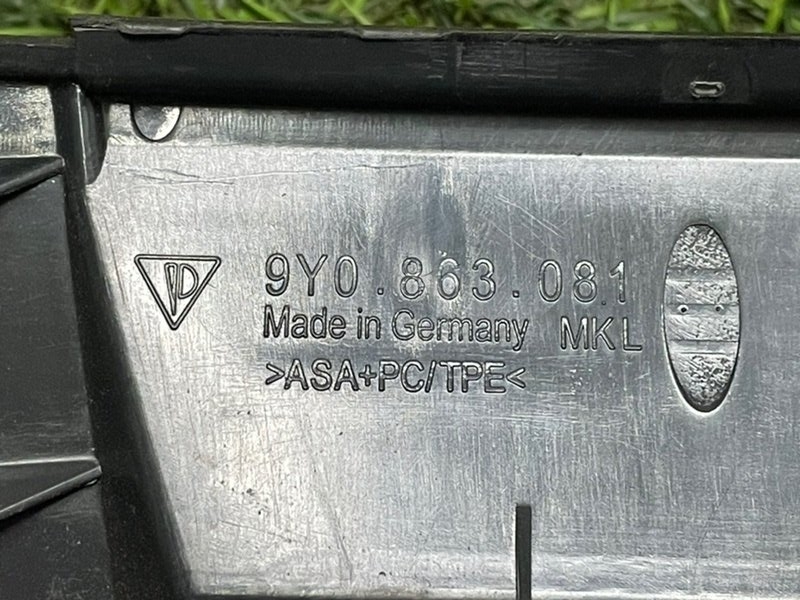 9Y0.863.081
Made in Germany MKL
>ASA+PC/TPE<